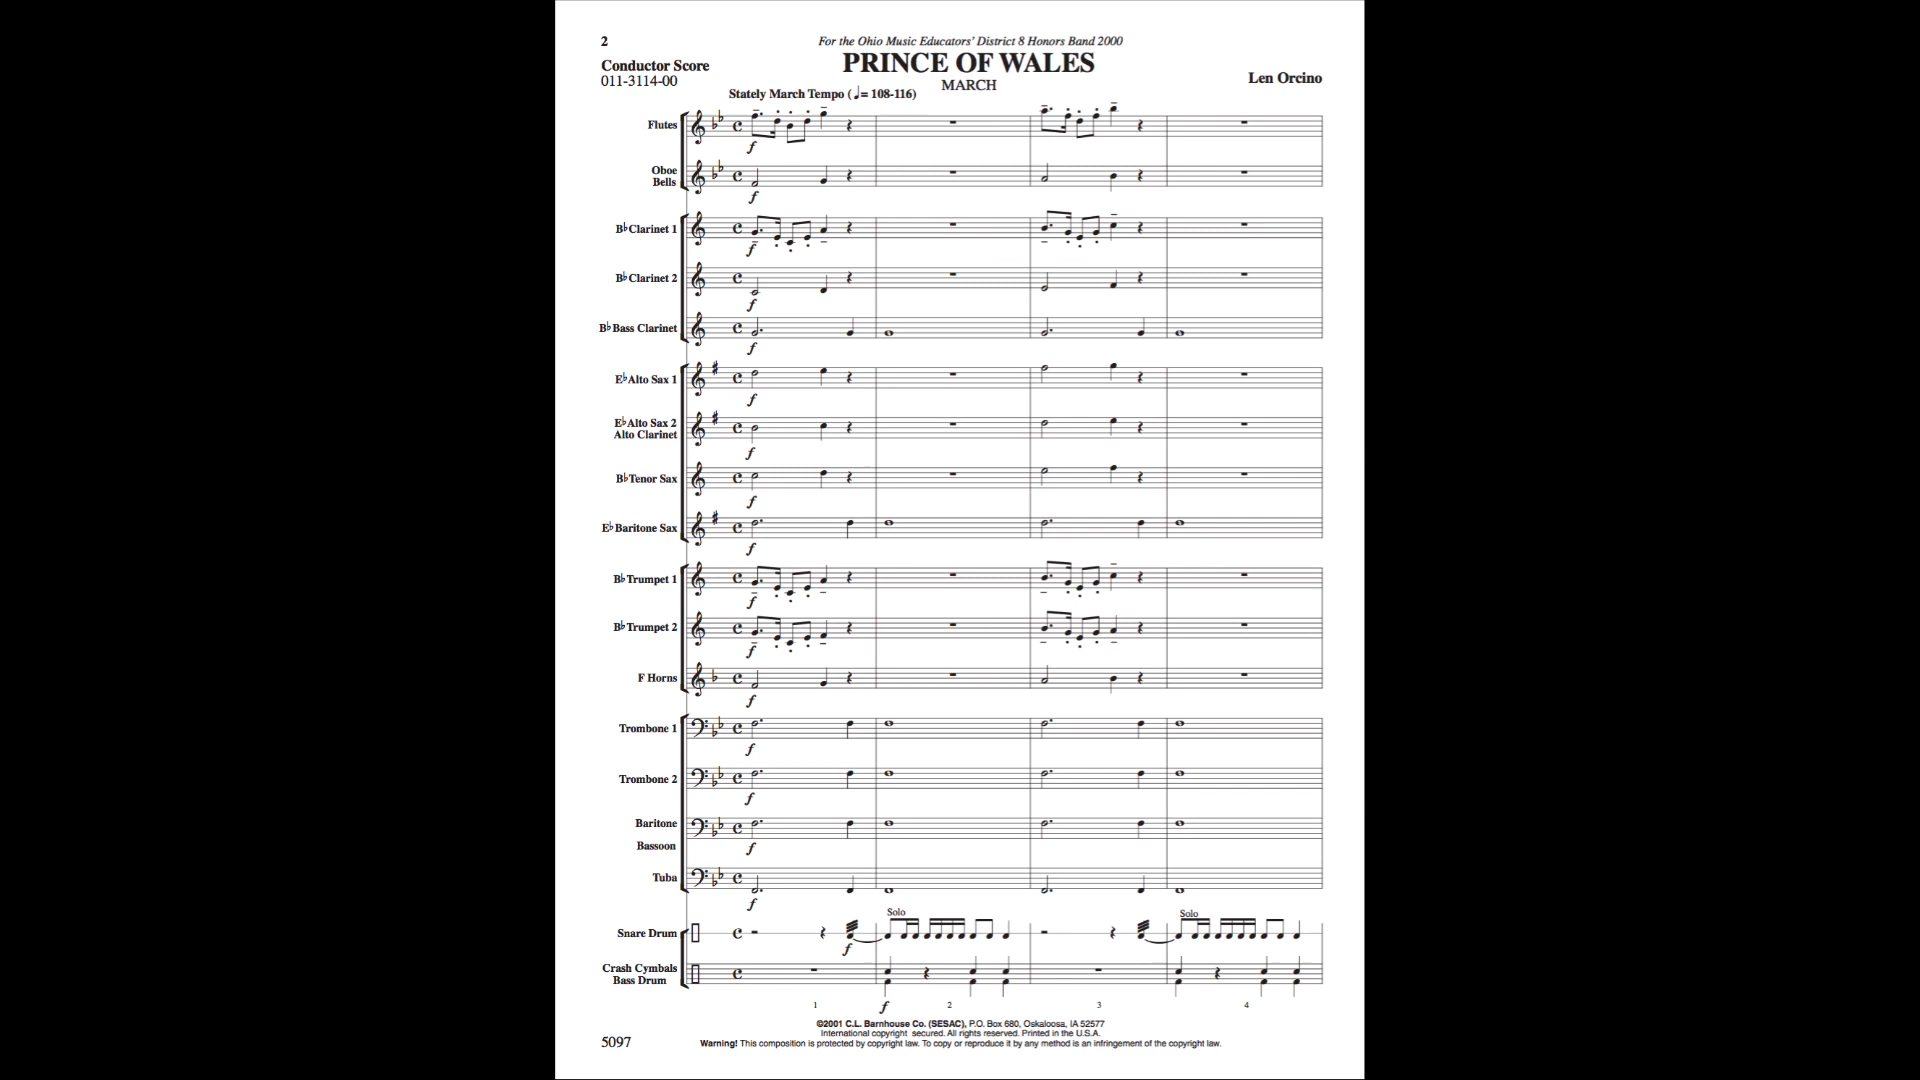 2
For the Ohio Music Educators' District 8 Honors Band 2000
PRINCE OF WALES
MARCH
Conductor Score
011-3114-00
Len Orcino
Stately March Tempo (♩= 108-116)
Flutes
f
Oboe
Bells
f
B♭Clarinet 1
f
B♭Clarinet 2
f
B♭Bass Clarinet
f
E♭Alto Sax 1
f
E♭Alto Sax 2
Alto Clarinet
f
B♭Tenor Sax
f
E♭Baritone Sax
f
B♭Trumpet 1
f
B♭Trumpet 2
f
F Horns
f
Trombone 1
f
Trombone 2
f
Baritone
Bassoon
f
Tuba
f
Solo Solo
Snare Drum
f
Crash Cymbals
Bass Drum
f
1 2 3 4
©2001 C.L. Barnhouse Co. (SESAC), P.O. Box 680, Oskaloosa, IA 52577
International copyright secured. All rights reserved. Printed in the U.S.A.
Warning! This composition is protected by copyright law. To copy or reproduce it by any method is an infringement of the copyright law.
5097